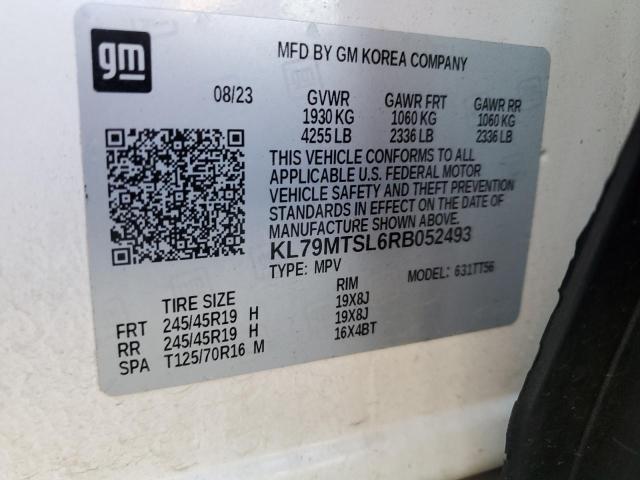 gm
MFD BY GM KOREA COMPANY
08/23 GVWR GAWR FRT GAWR RR
1930 KG 1060 KG 1060 KG
4255 LB 2336 LB 2336 LB
THIS VEHICLE CONFORMS TO ALL
APPLICABLE U.S. FEDERAL MOTOR
VEHICLE SAFETY AND THEFT PREVENTION
STANDARDS IN EFFECT ON THE DATE OF
MANUFACTURE SHOWN ABOVE.
KL79MTSL6RB052493
TYPE: MPV MODEL: 631TT56
TIRE SIZE RIM
FRT 245/45R19 H 19X8J
RR 245/45R19 H 19X8J
SPA T125/70R16 M 16X4BT